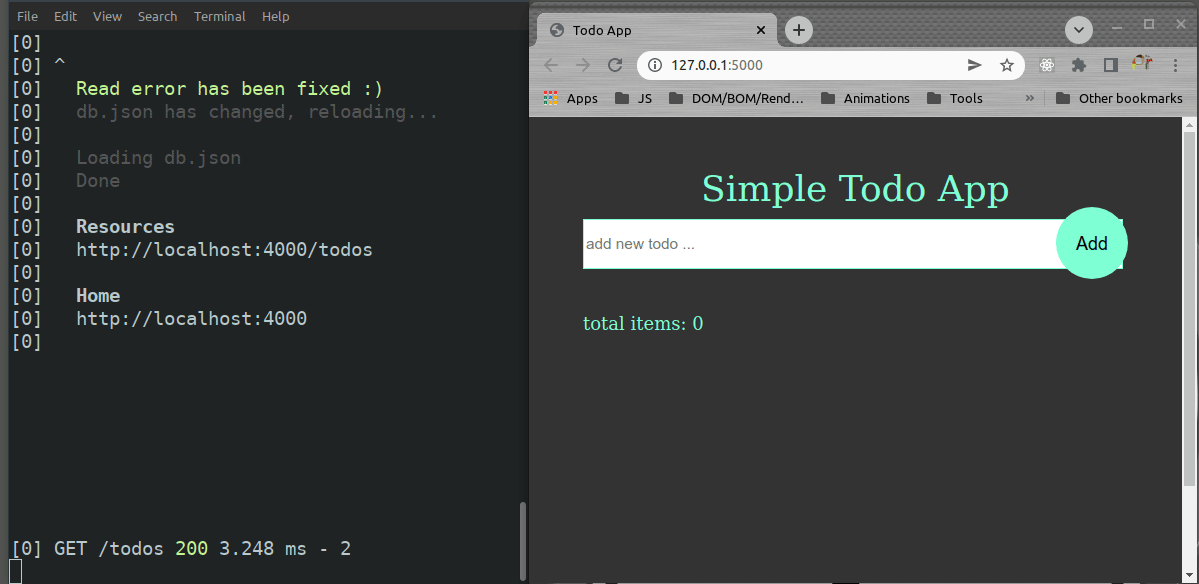 File Edit View Search Terminal Help
[0]
[0] ^
[0] Read error has been fixed :)
[0] db.json has changed, reloading...
[0]
[0] Loading db.json
[0] Done
[0]
[0] Resources
[0] http://localhost:4000/todos
[0]
[0] Home
[0] http://localhost:4000
[0]
[0] GET /todos 200 3.248 ms - 2
Todo App
127.0.0.1:5000
Apps JS DOM/BOM/Rend... Animations Tools » Other bookmarks
Simple Todo App
add new todo ... Add
total items: 0